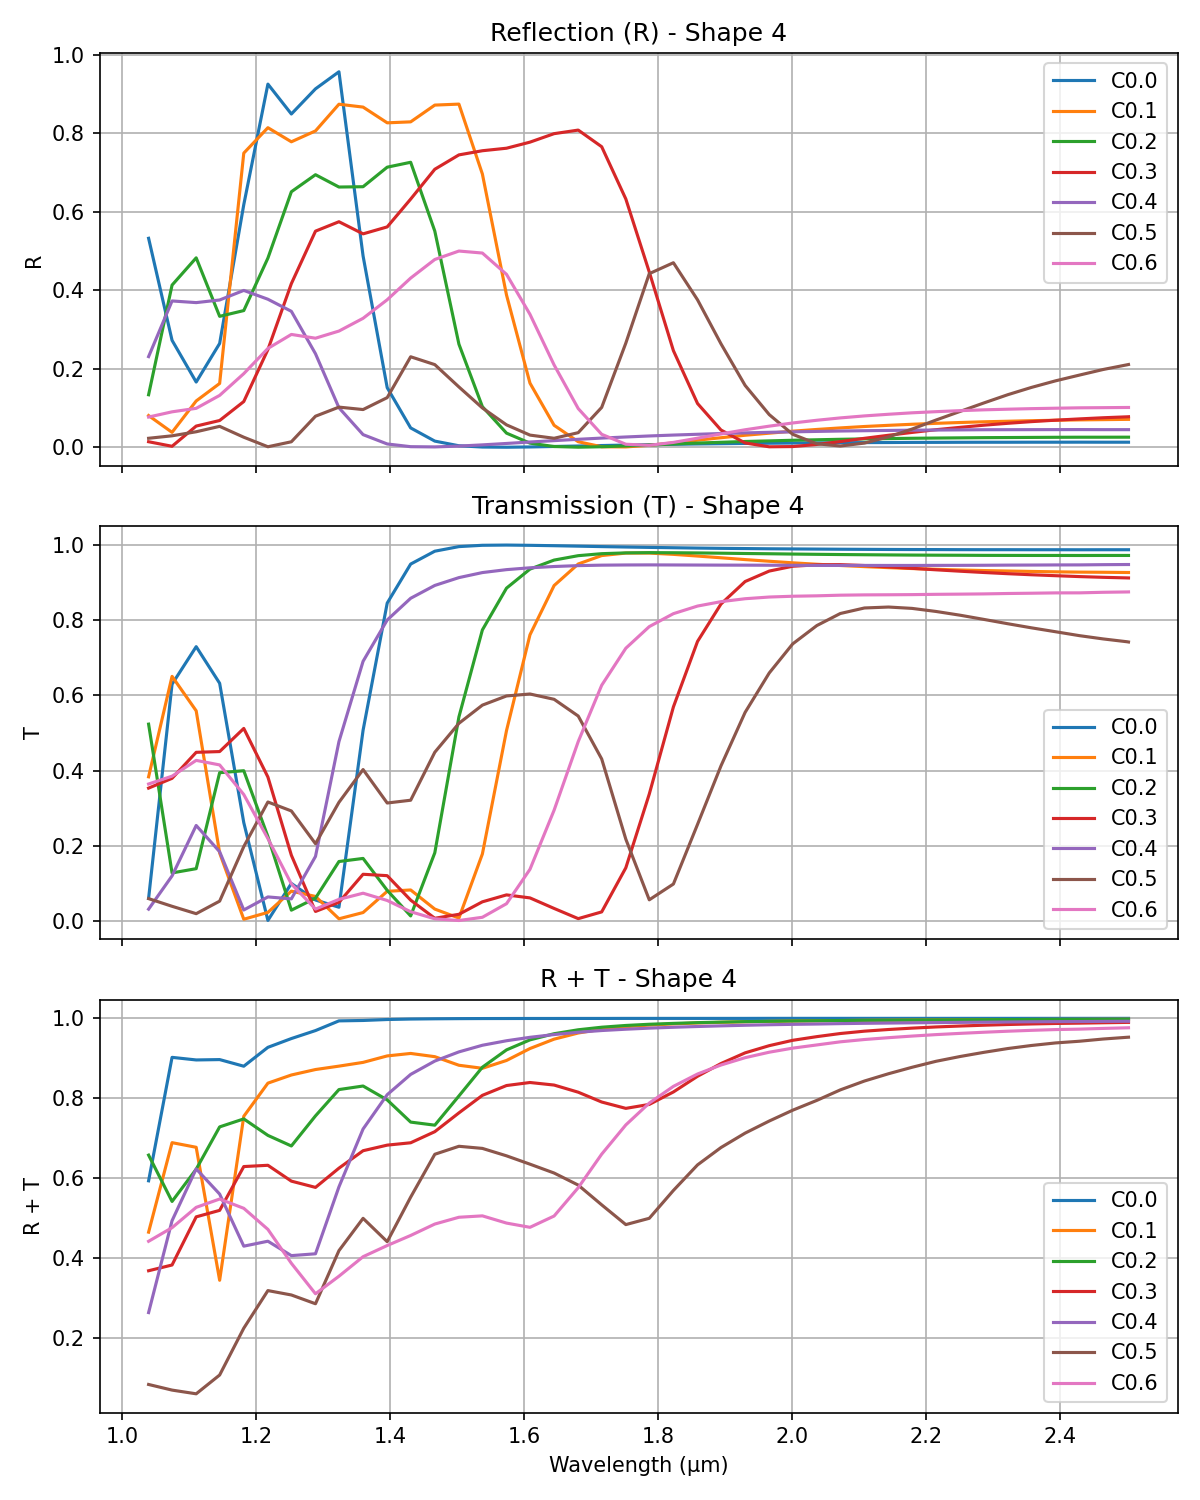 Reflection (R) - Shape 4
1.0
0.8
0.6
0.4
0.2
0.0
R
C0.0
C0.1
C0.2
C0.3
C0.4
C0.5
C0.6
Transmission (T) - Shape 4
1.0
0.8
0.6
0.4
0.2
0.0
T
C0.0
C0.1
C0.2
C0.3
C0.4
C0.5
C0.6
R + T - Shape 4
1.0
0.8
0.6
0.4
0.2
R + T
C0.0
C0.1
C0.2
C0.3
C0.4
C0.5
C0.6
1.0 1.2 1.4 1.6 1.8 2.0 2.2 2.4
Wavelength (μm)